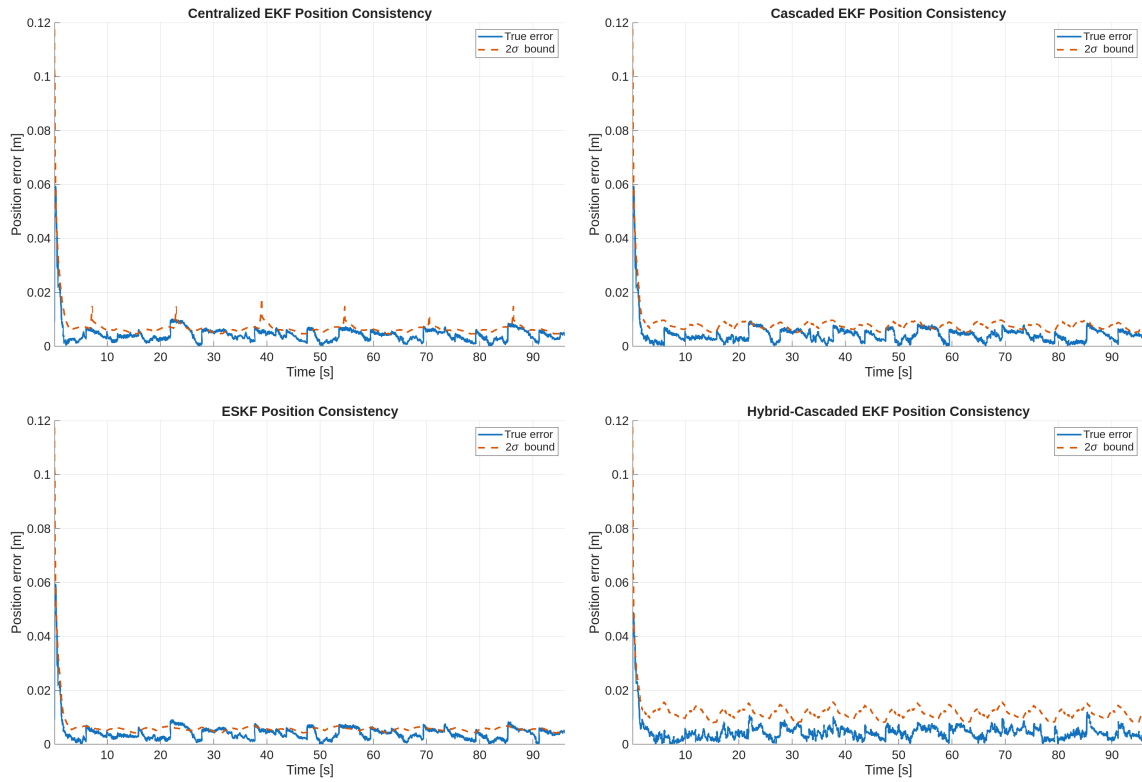 Centralized EKF Position Consistency
0.12
0.1
0.08
0.06
0.04
0.02
0
Position error [m]
True error
2σ bound
10 20 30 40 50 60 70 80 90
Time [s]
Cascaded EKF Position Consistency
0.12
0.1
0.08
0.06
0.04
0.02
0
Position error [m]
True error
2σ bound
10 20 30 40 50 60 70 80 90
Time [s]
ESKF Position Consistency
0.12
0.1
0.08
0.06
0.04
0.02
0
Position error [m]
True error
2σ bound
10 20 30 40 50 60 70 80 90
Time [s]
Hybrid-Cascaded EKF Position Consistency
0.12
0.1
0.08
0.06
0.04
0.02
0
Position error [m]
True error
2σ bound
10 20 30 40 50 60 70 80 90
Time [s]